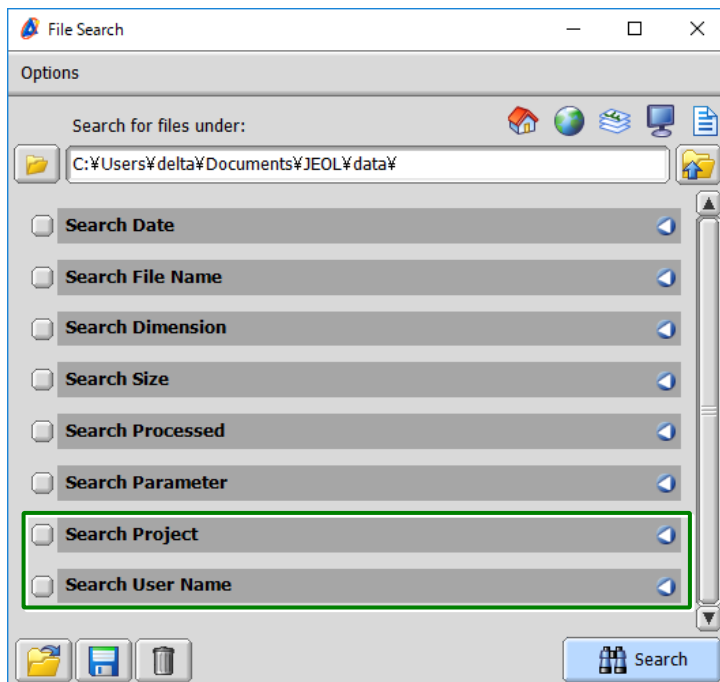 File Search
Options
Search for files under:
C:¥Users¥delta¥Documents¥JEOL¥data¥
Search Date
Search File Name
Search Dimension
Search Size
Search Processed
Search Parameter
Search Project
Search User Name
Search